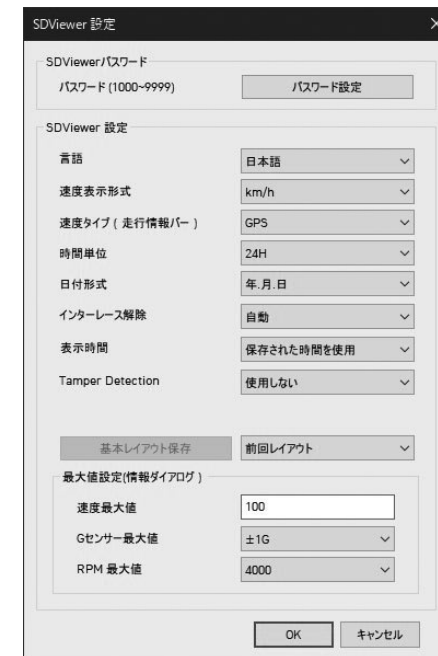 SDViewer 設定
SDViewerパスワード
パスワード (1000~9999) パスワード設定
SDViewer 設定
言語 日本語
速度表示形式 km/h
速度タイプ ( 走行情報バー ) GPS
時間単位 24H
日付形式 年.月.日
インターレース解除 自動
表示時間 保存された時間を使用
Tamper Detection 使用しない
基本レイアウト保存 前回レイアウト
最大値設定(情報ダイアログ )
速度最大値 100
Gセンサー最大値 ±1G
RPM 最大値 4000
OK キャンセル